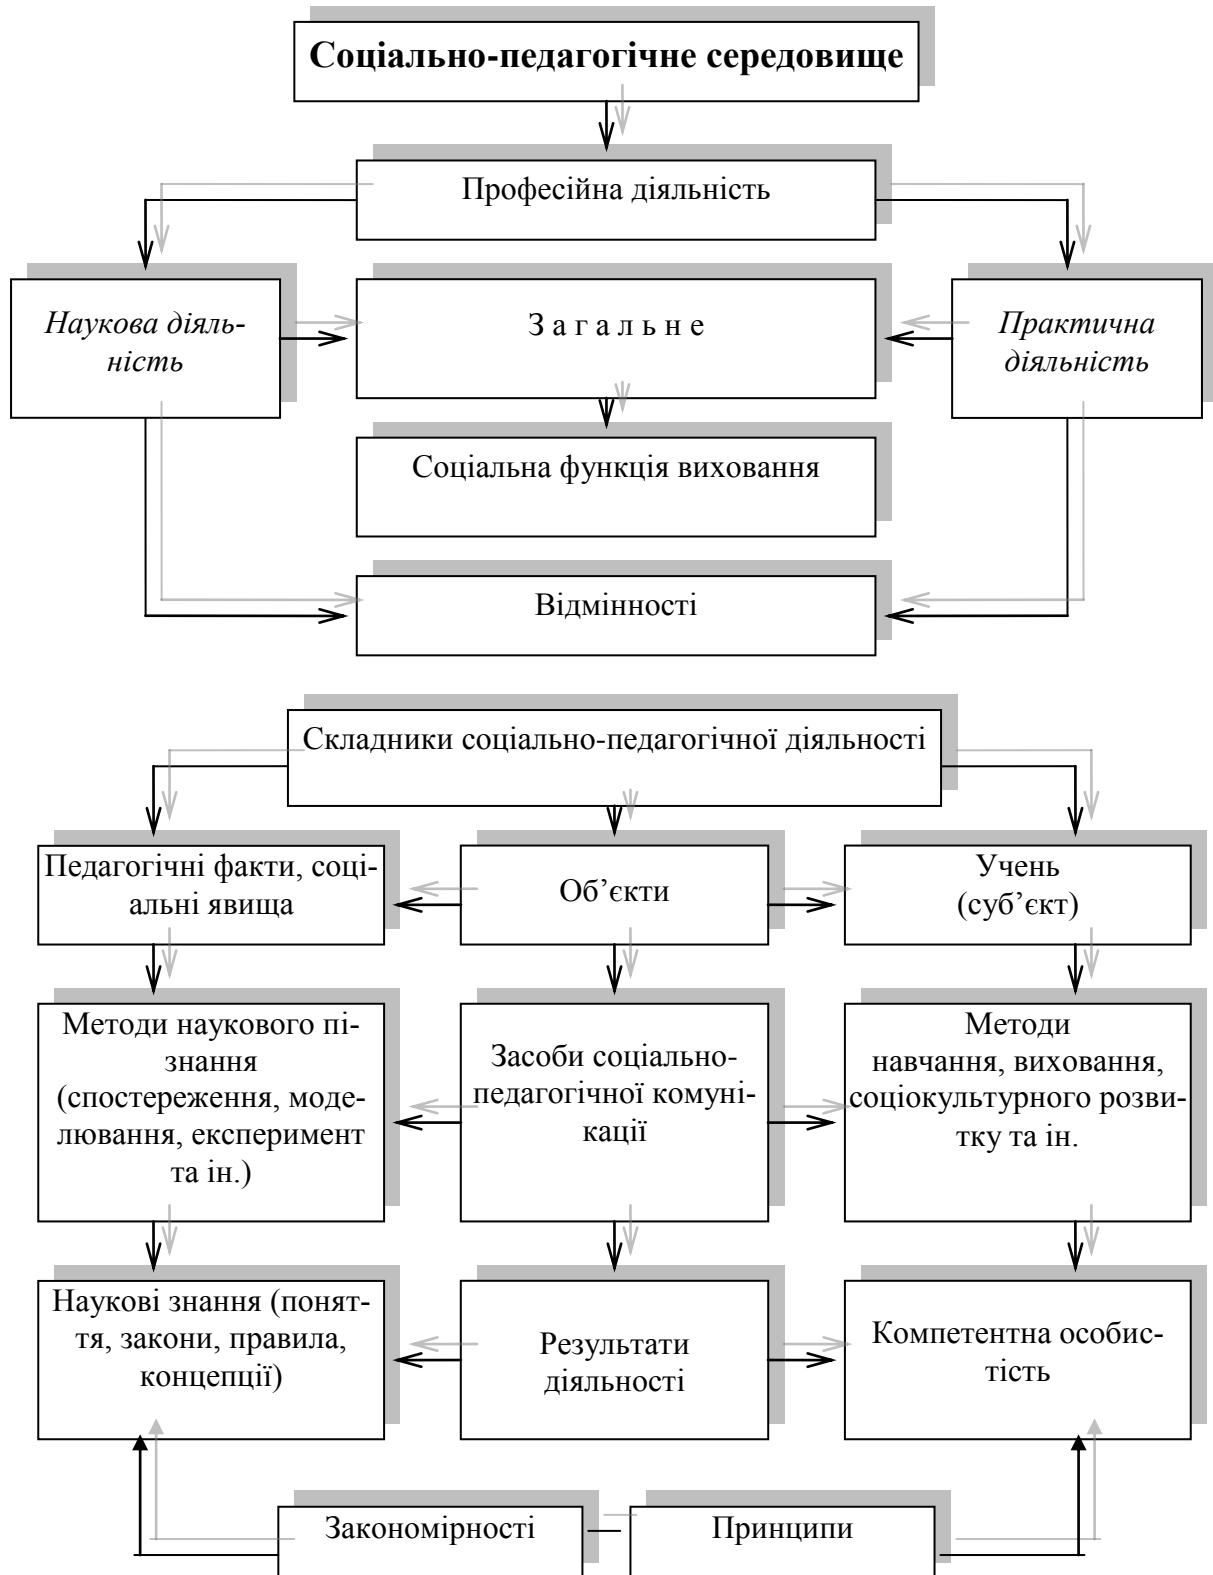 Соціально-педагогічне середовище
Професійна діяльність
Наукова діяль-
ність
З а г а л ь н е
Практична
діяльність
Соціальна функція виховання
Відмінності
Складники соціально-педагогічної діяльності
Педагогічні факти, соці-
альні явища
Об’єкти
Учень
(суб’єкт)
Методи наукового пі-
знання
(спостереження, моде-
лювання, експеримент
та ін.)
Засоби соціально-
педагогічної комуні-
кації
Методи
навчання, виховання,
соціокультурного розви-
тку та ін.
Наукові знання (понят-
тя, закони, правила,
концепції)
Результати
діяльності
Компетентна особис-
тість
Закономірності
Принципи